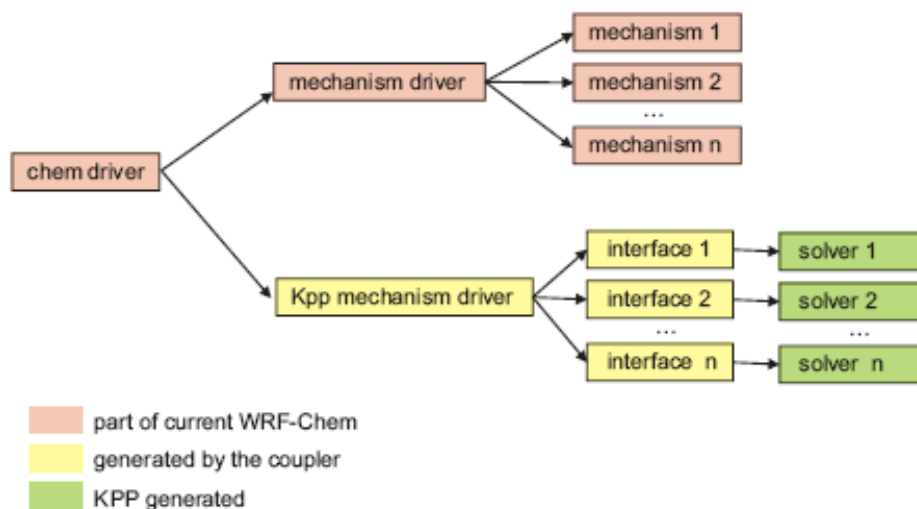 mechanism 1
mechanism driver
mechanism 2
...
mechanism n
chem driver
interface 1
solver 1
Kpp mechanism driver
interface 2
solver 2
...
...
interface n
solver n
part of current WRF-Chem
generated by the coupler
KPP generated